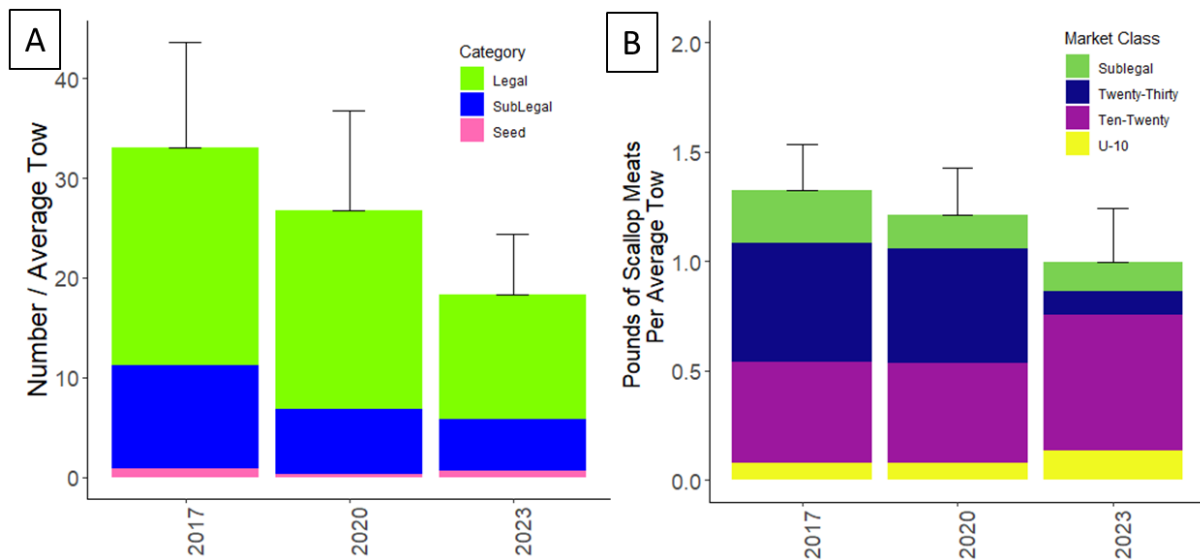 A
Number / Average Tow
40
30
20
10
0
2017
2020
2023
Category
Legal
SubLegal
Seed
B
Pounds of Scallop Meats
Per Average Tow
2.0
1.5
1.0
0.5
0.0
2017
2020
2023
Market Class
Sublegal
Twenty-Thirty
Ten-Twenty
U-10